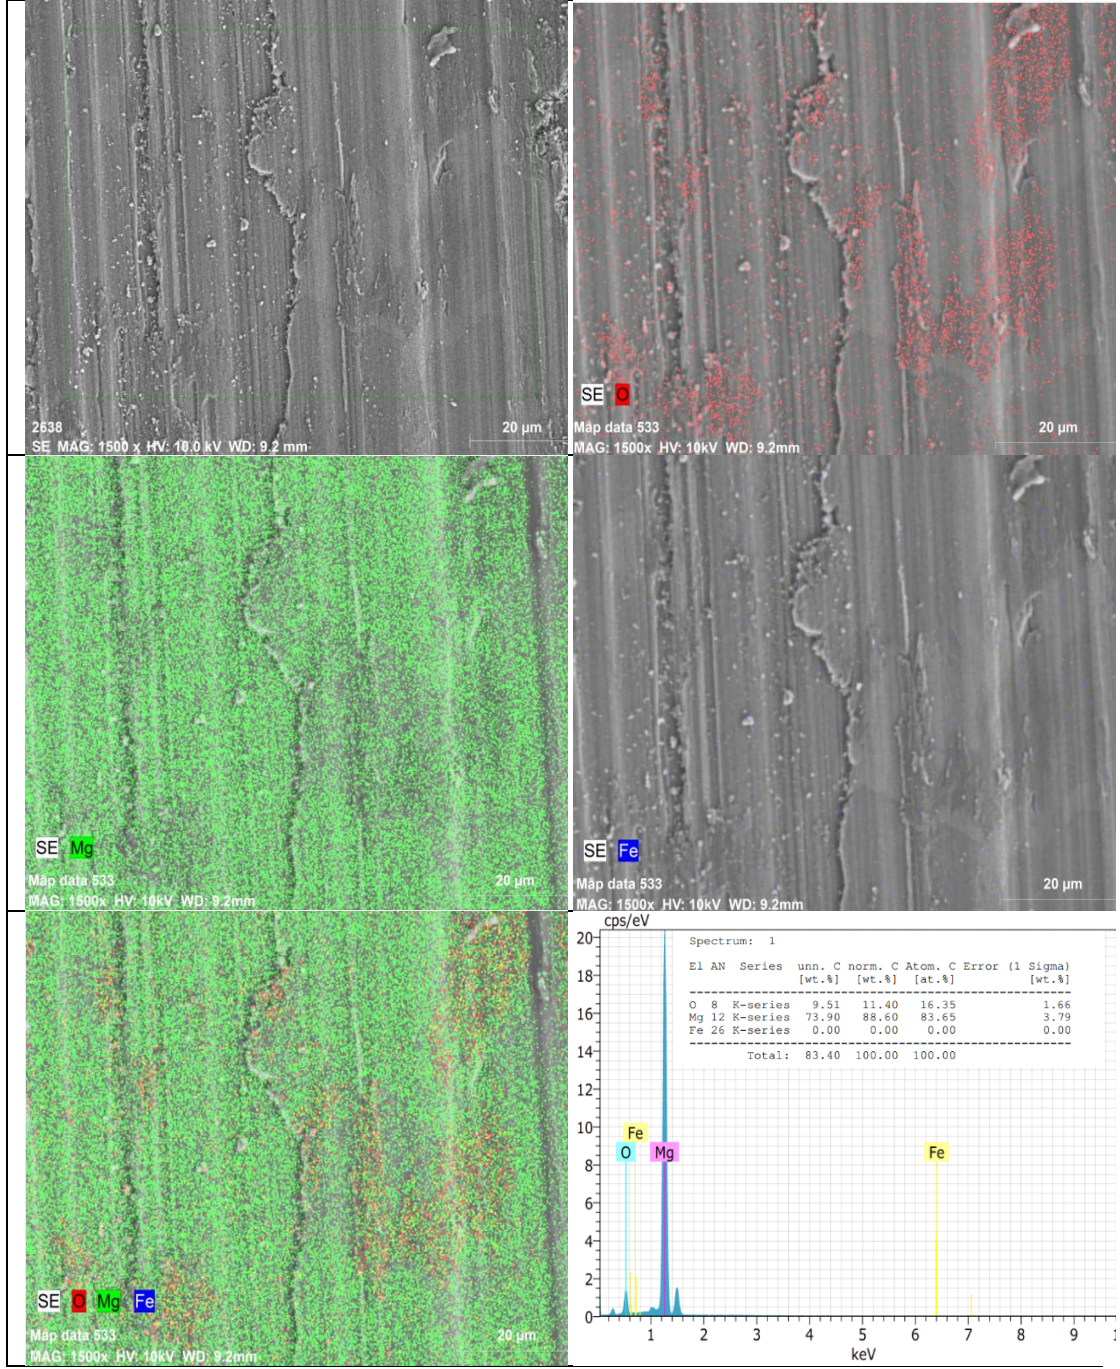 2638
20 µm
SE MAG: 1500 x HV: 10.0 kV WD: 9.2 mm
SE O
Map data 533
20 µm
MAG: 1500x HV: 10kV WD: 9.2mm
SE Mg
Map data 533
20 µm
MAG: 1500x HV: 10kV WD: 9.2mm
SE Fe
Map data 533
20 µm
MAG: 1500x HV: 10kV WD: 9.2mm
SE O Mg Fe
Map data 533
20 µm
MAG: 1500x HV: 10kV WD: 9.2mm
cps/eV
Spectrum: 1
El AN Series unn. C norm. C Atom. C Error (1 Sigma)
[wt.%] [wt.%] [at.%] [wt.%]
O 8 K-series 9.51 11.40 16.35 1.66
Mg 12 K-series 73.90 88.60 83.65 3.79
Fe 26 K-series 0.00 0.00 0.00 0.00
Total: 83.40 100.00 100.00
20
18
16
14
12
10
8
6
4
2
0
Fe
O Mg Fe
1 2 3 4 5 6 7 8 9
keV